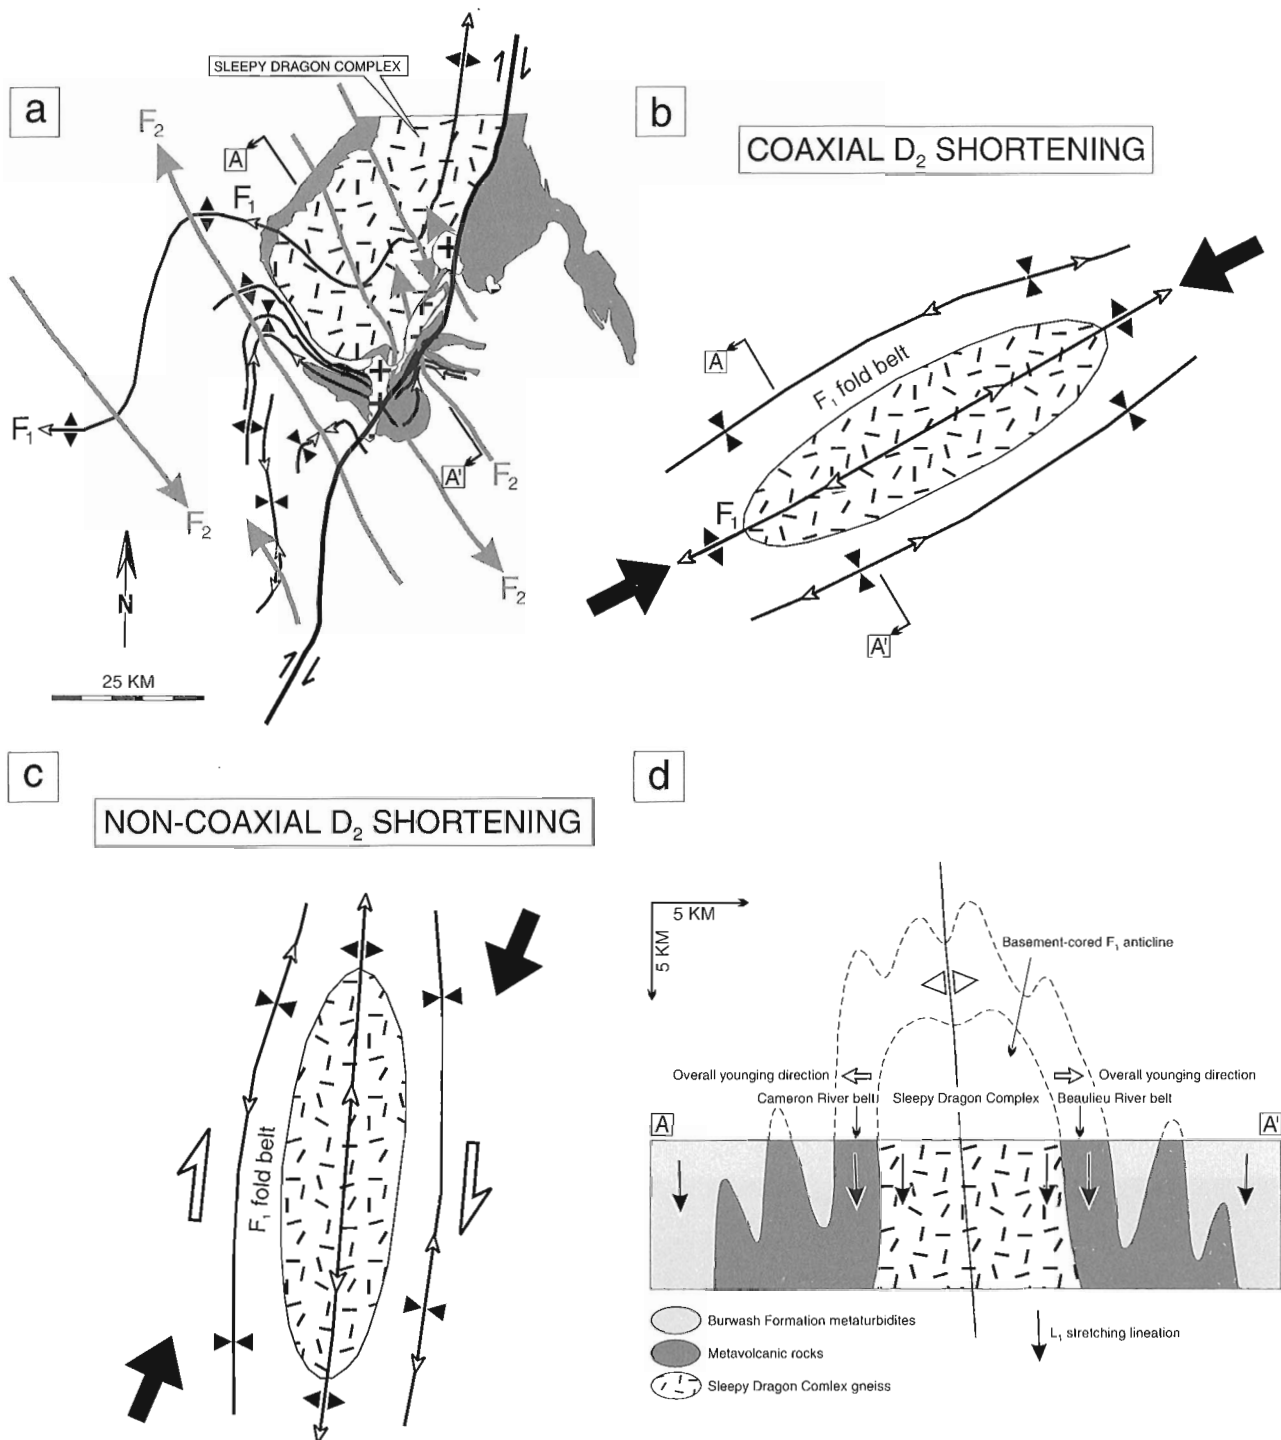 a
SLEEPY DRAGON COMPLEX
F2
A
F1
F1
F2
A'
F2
F2
N
25 KM
b
COAXIAL D2 SHORTENING
A
F1 fold belt
F1
A'
c
NON-COAXIAL D2 SHORTENING
F1 fold belt
d
5 KM
5 KM
Basement-cored F1 anticline
Overall younging direction
Overall younging direction
Cameron River belt
Sleepy Dragon Complex
Beaulieu River belt
A
A'
Burwash Formation metaturbidites
Metavolcanic rocks
Sleepy Dragon Comlex gneiss
L1 stretching lineation